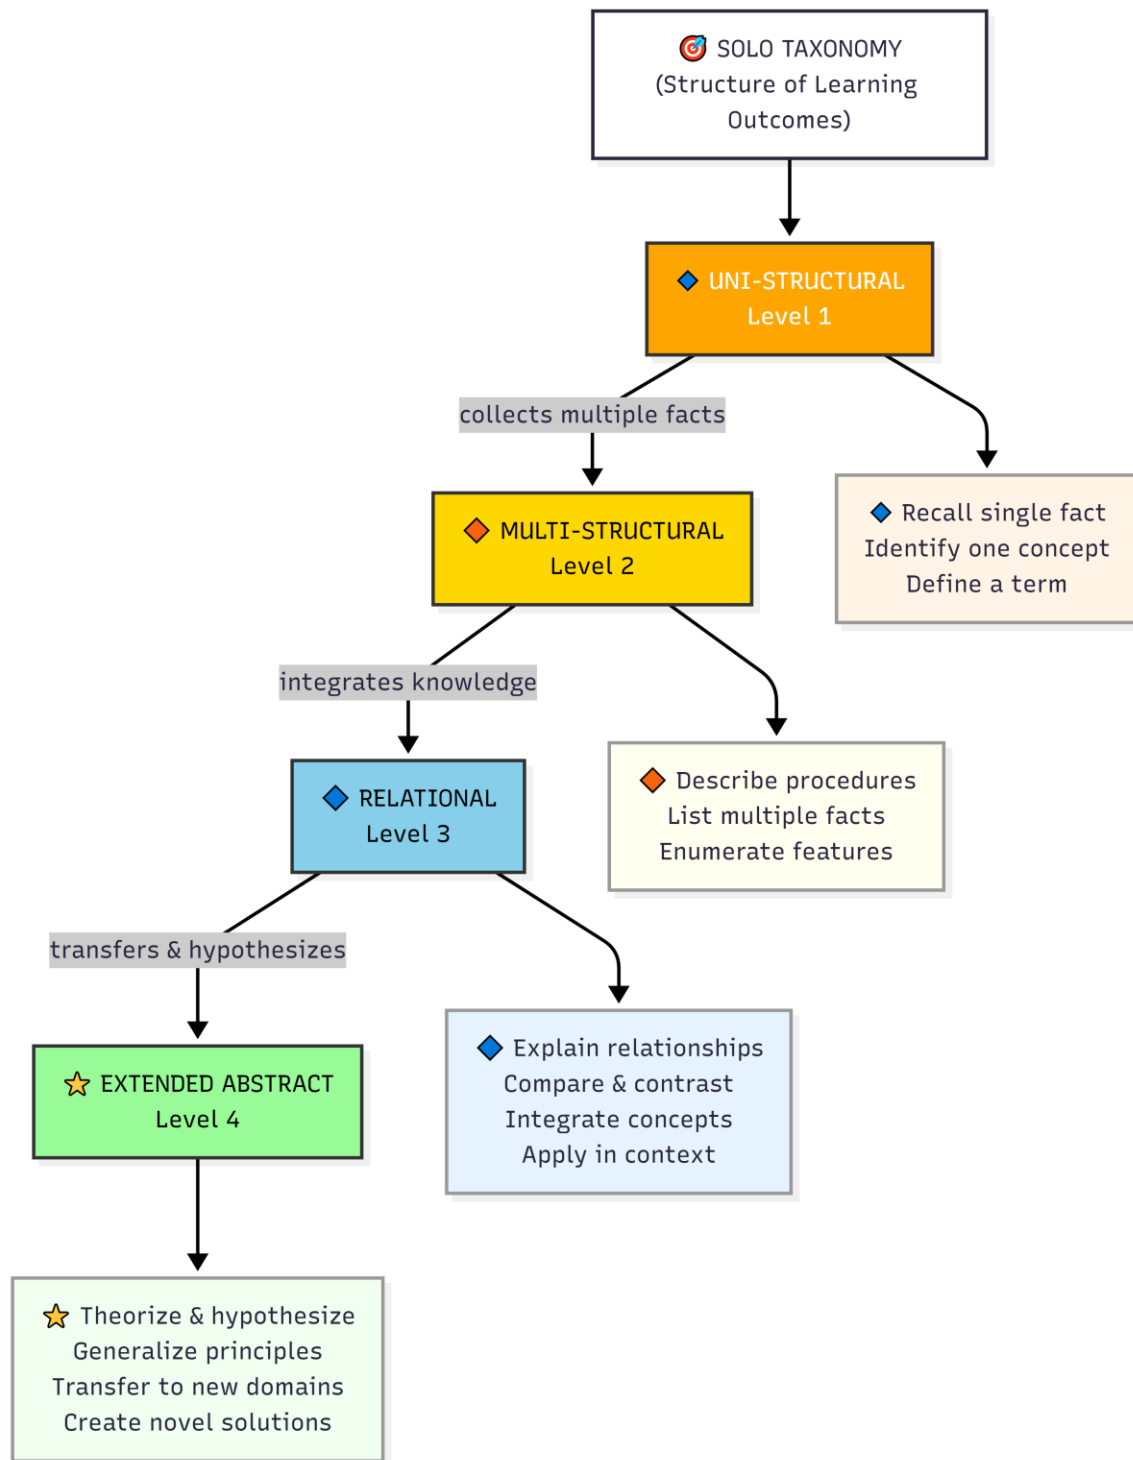 🎯 SOLO TAXONOMY
(Structure of Learning
Outcomes)
🔹 UNI-STRUCTURAL
Level 1
collects multiple facts
🔶 MULTI-STRUCTURAL
Level 2
🔹 Recall single fact
Identify one concept
Define a term
integrates knowledge
🔷 RELATIONAL
Level 3
🔶 Describe procedures
List multiple facts
Enumerate features
transfers & hypothesizes
⭐ EXTENDED ABSTRACT
Level 4
🔷 Explain relationships
Compare & contrast
Integrate concepts
Apply in context
⭐ Theorize & hypothesize
Generalize principles
Transfer to new domains
Create novel solutions